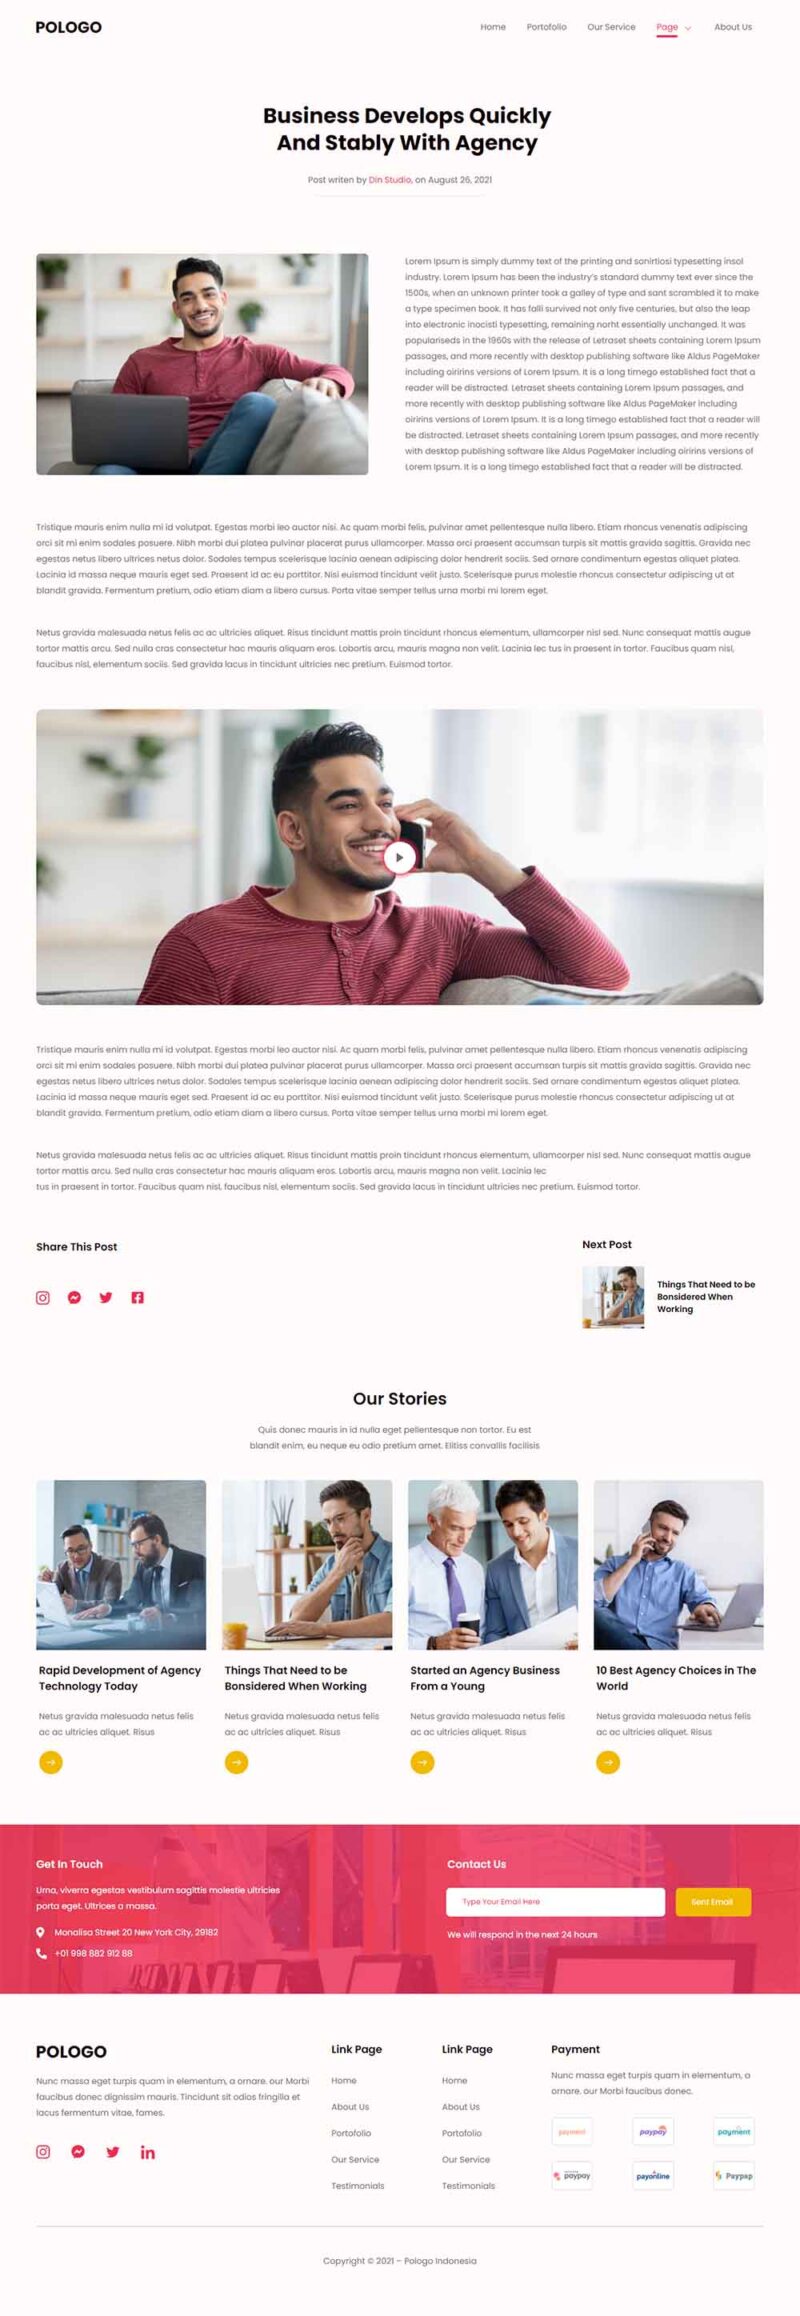 POLOGO
Home
Portofolio
Our Service
Page
About Us
Business Develops Quickly
And Stably With Agency
Post writen by Din Studio, on August 26, 2021
Lorem Ipsum is simply dummy text of the printing and sonirtiosi typesetting insol
industry. Lorem Ipsum has been the industry's standard dummy text ever since the
1500s, when an unknown printer took a galley of type and sant scrambled it to make
a type specimen book. It has falli survived not only five centuries, but also the leap
into electronic inocisti typesetting, remaining norht essentially unchanged. It was
populariseds in the 1960s with the release of Letraset sheets containing Lorem Ipsum
passages, and more recently with desktop publishing software like Aldus PageMaker
including oiririns versions of Lorem Ipsum. It is a long timego established fact that a
reader will be distracted. Letraset sheets containing Lorem Ipsum passages, and
more recently with desktop publishing software like Aldus PageMaker including
oiririns versions of Lorem Ipsum. It is a long timego established fact that a reader will
be distracted. Letraset sheets containing Lorem Ipsum passages, and more recently
with desktop publishing software like Aldus PageMaker including oiririns versions of
Lorem Ipsum. It is a long timego established fact that a reader will be distracted.
Tristique mauris enim nulla mi id volutpat. Egestas morbi leo auctor nisi. Ac quam morbi felis, pulvinar amet pellentesque nulla libero. Etiam rhoncus venenatis adipiscing
orci sit mi enim sodales posuere. Nibh morbi dui platea pulvinar placerat purus ullamcorper. Massa orci praesent accumsan turpis sit mattis gravida sagittis. Gravida nec
egestas netus libero ultrices netus dolor. Sodales tempus scelerisque lacinia aenean adipiscing dolor hendrerit sociis. Sed ornare condimentum egestas aliquet platea.
Lacinia id massa neque mauris eget sed. Praesent id ac eu porttitor. Nisi euismod tincidunt velit justo. Scelerisque purus molestie rhoncus consectetur adipiscing ut at
blandit gravida. Fermentum pretium, odio etiam diam a libero cursus. Porta vitae semper tellus urna morbi mi lorem eget.
Netus gravida malesuada netus felis ac ac ultricies aliquet. Risus tincidunt mattis proin tincidunt rhoncus elementum, ullamcorper nisl sed. Nunc consequat mattis augue
tortor mattis arcu. Sed nulla cras consectetur hac mauris aliquam eros. Lobortis arcu, mauris magna non velit. Lacinia lec tus in praesent in tortor. Faucibus quam nisl,
faucibus nisl, elementum sociis. Sed gravida lacus in tincidunt ultricies nec pretium. Euismod tortor.
Tristique mauris enim nulla mi id volutpat. Egestas morbi leo auctor nisi. Ac quam morbi felis, pulvinar amet pellentesque nulla libero. Etiam rhoncus venenatis adipiscing
orci sit mi enim sodales posuere. Nibh morbi dui platea pulvinar placerat purus ullamcorper. Massa orci praesent accumsan turpis sit mattis gravida sagittis. Gravida nec
egestas netus libero ultrices netus dolor. Sodales tempus scelerisque lacinia aenean adipiscing dolor hendrerit sociis. Sed ornare condimentum egestas aliquet platea.
Lacinia id massa neque mauris eget sed. Praesent id ac eu porttitor. Nisi euismod tincidunt velit justo. Scelerisque purus molestie rhoncus consectetur adipiscing ut at
blandit gravida. Fermentum pretium, odio etiam diam a libero cursus. Porta vitae semper tellus urna morbi mi lorem eget.
Netus gravida malesuada netus felis ac ac ultricies aliquet. Risus tincidunt mattis proin tincidunt rhoncus elementum, ullamcorper nisl sed. Nunc consequat mattis augue
tortor mattis arcu. Sed nulla cras consectetur hac mauris aliquam eros. Lobortis arcu, mauris magna non velit. Lacinia lec
tus in praesent in tortor. Faucibus quam nisl, faucibus nisl, elementum sociis. Sed gravida lacus in tincidunt ultricies nec pretium. Euismod tortor.
Share This Post
Next Post
Things That Need to be
Bonsidered When
Working
Our Stories
Quis donec mauris in id nulla eget pellentesque non tortor. Eu est
blandit enim, eu neque eu odio pretium amet. Elitiss convallis facilisis
Rapid Development of Agency
Technology Today
Netus gravida malesuada netus felis
ac ac ultricies aliquet. Risus
Things That Need to be
Bonsidered When Working
Netus gravida malesuada netus felis
ac ac ultricies aliquet. Risus
Started an Agency Business
From a Young
Netus gravida malesuada netus felis
ac ac ultricies aliquet. Risus
10 Best Agency Choices in The
World
Netus gravida malesuada netus felis
ac ac ultricies aliquet. Risus
Get In Touch
Urna, viverra egestas vestibulum sagittis molestie ultricies
porta eget. Ultrices a massa.
Monalisa Street 20 New York City, 29182
+01 998 882 912 88
Contact Us
Type Your Email Here
Sent Email
We will respond in the next 24 hours
POLOGO
Nunc massa eget turpis quam in elementum, a ornare. our Morbi
faucibus donec dignissim mauris. Tincidunt sit odios fringilla et
lacus fermentum vitae, fames.
Link Page
Home
About Us
Portofolio
Our Service
Testimonials
Link Page
Home
About Us
Portofolio
Our Service
Testimonials
Payment
Nunc massa eget turpis quam in elementum, a
ornare. our Morbi faucibus donec.
payment
paypay
payment
paypay
payonline
Paypap
Copyright © 2021 – Pologo Indonesia